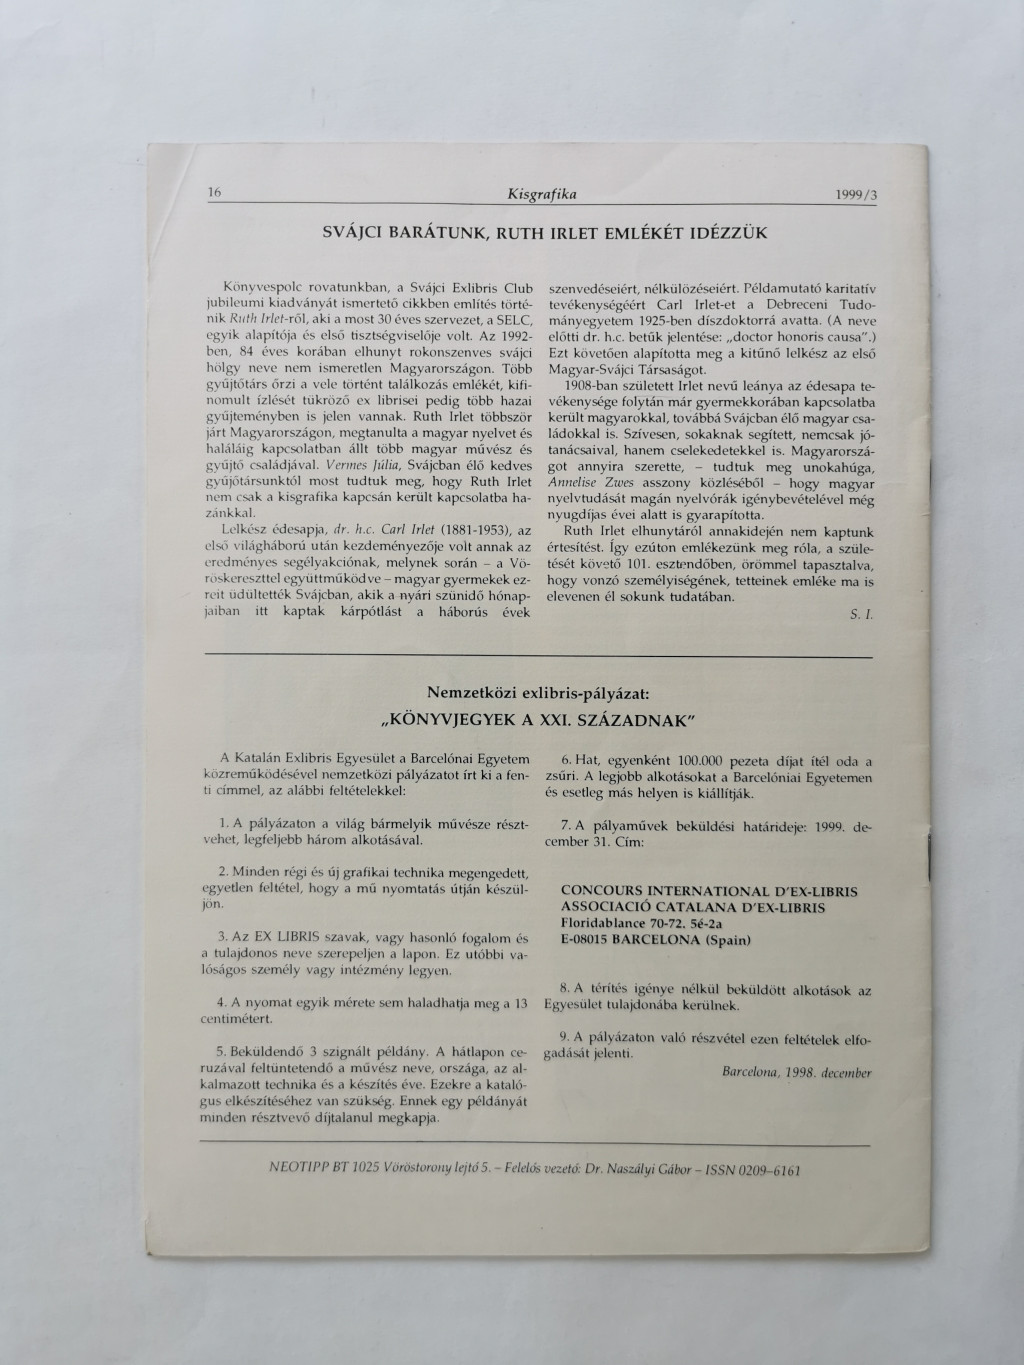 16
Kisgrafika
1999/3
SVÁJCI BARÁTUNK, RUTH IRLET EMLÉKÉT IDÉZZÜK
Könyvespolc rovatunkban, a Svájci Exlibris Club
jubileumi kiadványát ismertető cikkben említés törté-
nik Ruth Irlet-ről, aki a most 30 éves szervezet, a SELC,
egyik alapítója és első tisztségviselője volt. Az 1992-
ben, 84 éves korában elhunyt rokonszenves svájci
hölgy neve nem ismeretlen Magyarországon. Több
gyűjtőtárs őrzi a vele történt találkozás emlékét, kifi-
nomult ízlését tükröző ex librisei pedig több hazai
gyűjteményben is jelen vannak. Ruth Irlet többször
járt Magyarországon, megtanulta a magyar nyelvet és
haláláig kapcsolatban állt több magyar művész és
gyűjtő családjával. Vermes Júlia, Svájcban élő kedves
gyűjtőtársunktól most tudtuk meg, hogy Ruth Irlet
nem csak a kisgrafika kapcsán került kapcsolatba ha-
zánkkal.
Lelkész édesapja, dr. h.c. Carl Irlet (1881-1953), az
első világháború után kezdeményezője volt annak az
eredményes segélyakciónak, melynek során – a Vö-
röskereszttel együttműködve – magyar gyermekek ez-
reit üdültették Svájcban, akik a nyári szünidő hónap-
jaiban itt kaptak kárpótlást a háborús évek
szenvedéseiért, nélkülözéseiért. Példamutató karitatív
tevékenységéért Carl Irlet-et a Debreceni Tudo-
mányegyetem 1925-ben díszdoktorrá avatta. (A neve
előtti dr. h.c. betűk jelentése: „doctor honoris causa".)
Ezt követően alapította meg a kitűnő lelkész az első
Magyar-Svájci Társaságot.
1908-ban született Irlet nevű leánya az édesapa te-
vékenysége folytán már gyermekkorában kapcsolatba
került magyarokkal, továbbá Svájcban élő magyar csa-
ládokkal is. Szívesen, sokaknak segített, nemcsak jó-
tanácsaival, hanem cselekedetekkel is. Magyarorszá-
got annyira szerette, – tudtuk meg unokahúga,
Annelise Zwes asszony közléséből – hogy magyar
nyelvtudását magán nyelvórák igénybevételével még
nyugdíjas évei alatt is gyarapította.
Ruth Irlet elhunytáról annakidején nem kaptunk
értesítést. Így ezúton emlékezünk meg róla, a szüle-
tését követő 101. esztendőben, örömmel tapasztalva,
hogy vonzó személyiségének, tetteinek emléke ma is
elevenen él sokunk tudatában.
S. I.
Nemzetközi exlibris-pályázat:
„KÖNYVJEGYEK A XXI. SZÁZADNAK"
A Katalán Exlibris Egyesület a Barcelónai Egyetem
közreműködésével nemzetközi pályázatot írt ki a fen-
ti címmel, az alábbi feltételekkel:
1. A pályázaton a világ bármelyik művésze részt-
vehet, legfeljebb három alkotásával.
2. Minden régi és új grafikai technika megengedett,
egyetlen feltétel, hogy a mű nyomtatás útján készül-
jön.
3. Az EX LIBRIS szavak, vagy hasonló fogalom és
a tulajdonos neve szerepeljen a lapon. Ez utóbbi va-
lóságos személy vagy intézmény legyen.
4. A nyomat egyik mérete sem haladhatja meg a 13
centimétert.
5. Beküldendő 3 szignált példány. A hátlapon ce-
ruzával feltüntetendő a művész neve, országa, az al-
kalmazott technika és a készítés éve. Ezekre a kataló-
gus elkészítéséhez van szükség. Ennek egy példányát
minden résztvevő díjtalanul megkapja.
6. Hat, egyenként 100.000 pezeta díjat ítél oda a
zsűri. A legjobb alkotásokat a Barcelóniai Egyetemen
és esetleg más helyen is kiállítják.
7. A pályaművek beküldési határideje: 1999. de-
cember 31. Cím:
CONCOURS INTERNATIONAL D'EX-LIBRIS
ASSOCIACIÓ CATALANA D'EX-LIBRIS
Floridablance 70-72. 5é-2a
E-08015 BARCELONA (Spain)
8. A térítés igénye nélkül beküldött alkotások az
Egyesület tulajdonába kerülnek.
9. A pályázaton való részvétel ezen feltételek elfo-
gadását jelenti.
Barcelona, 1998. december
NEOTIPP BT 1025 Vöröstorony lejtő 5. – Felelős vezető: Dr. Naszályi Gábor – ISSN 0209–6161